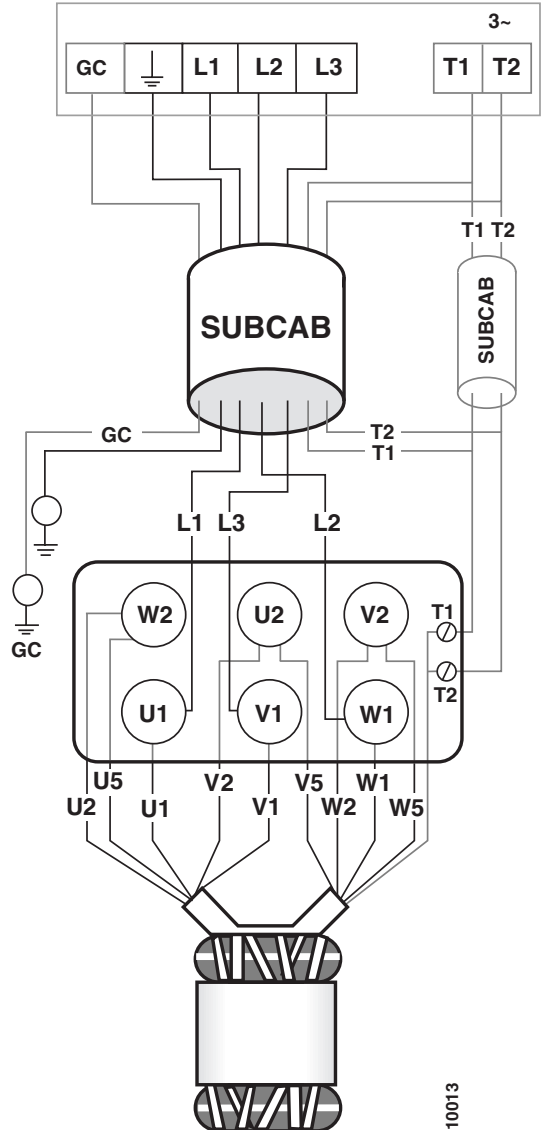 3~
GC L1 L2 L3 T1 T2
T1 T2
SUBCAB
SUBCAB
GC
T2
T1
L1 L3 L2
W2 U2 V2
T1
GC
T2
U1 V1 W1
U5 V2 V5 W1
U2 U1 V1 W2 W5
10013